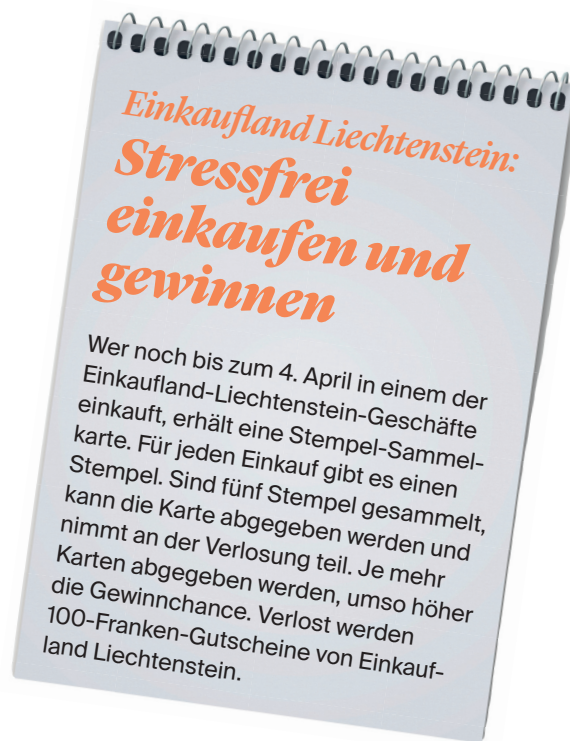 Einkaufland Liechtenstein:
Stressfrei
einkaufen und
gewinnen
Wer noch bis zum 4. April in einem der
Einkaufland-Liechtenstein-Geschäfte
einkauft, erhält eine Stempel-Sammel-
karte. Für jeden Einkauf gibt es einen
Stempel. Sind fünf Stempel gesammelt,
kann die Karte abgegeben werden und
nimmt an der Verlosung teil. Je mehr
Karten abgegeben werden, umso höher
die Gewinnchance. Verlost werden
100-Franken-Gutscheine von Einkauf-
land Liechtenstein.